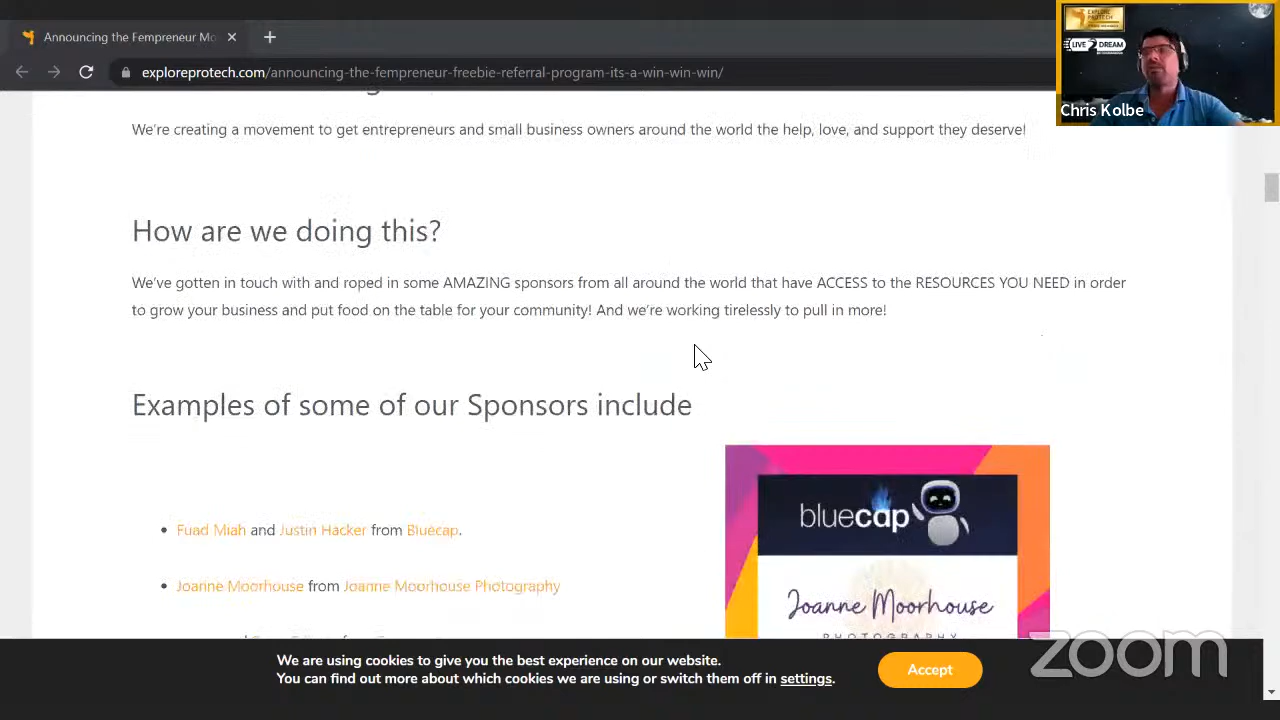 Announcing the Fempreneur Mo
exploreprotech.com/announcing-the-fempreneur-freebie-referral-program-its-a-win-win-win/
EXPLORE
PROTECH
LIVE 2 DREAM
Chris Kolbe
We're creating a movement to get entrepreneurs and small business owners around the world the help, love, and support they deserve!
How are we doing this?
We've gotten in touch with and roped in some AMAZING sponsors from all around the world that have ACCESS to the RESOURCES YOU NEED in order
to grow your business and put food on the table for your community! And we're working tirelessly to pull in more!
Examples of some of our Sponsors include
• Fuad Miah and Justin Hacker from Bluecap.
• Joanne Moorhouse from Joanne Moorhouse Photography
bluecap
Joanne Moorhouse
PHOTOGRAPHY
We are using cookies to give you the best experience on our website.
You can find out more about which cookies we are using or switch them off in settings.
Accept
zoom